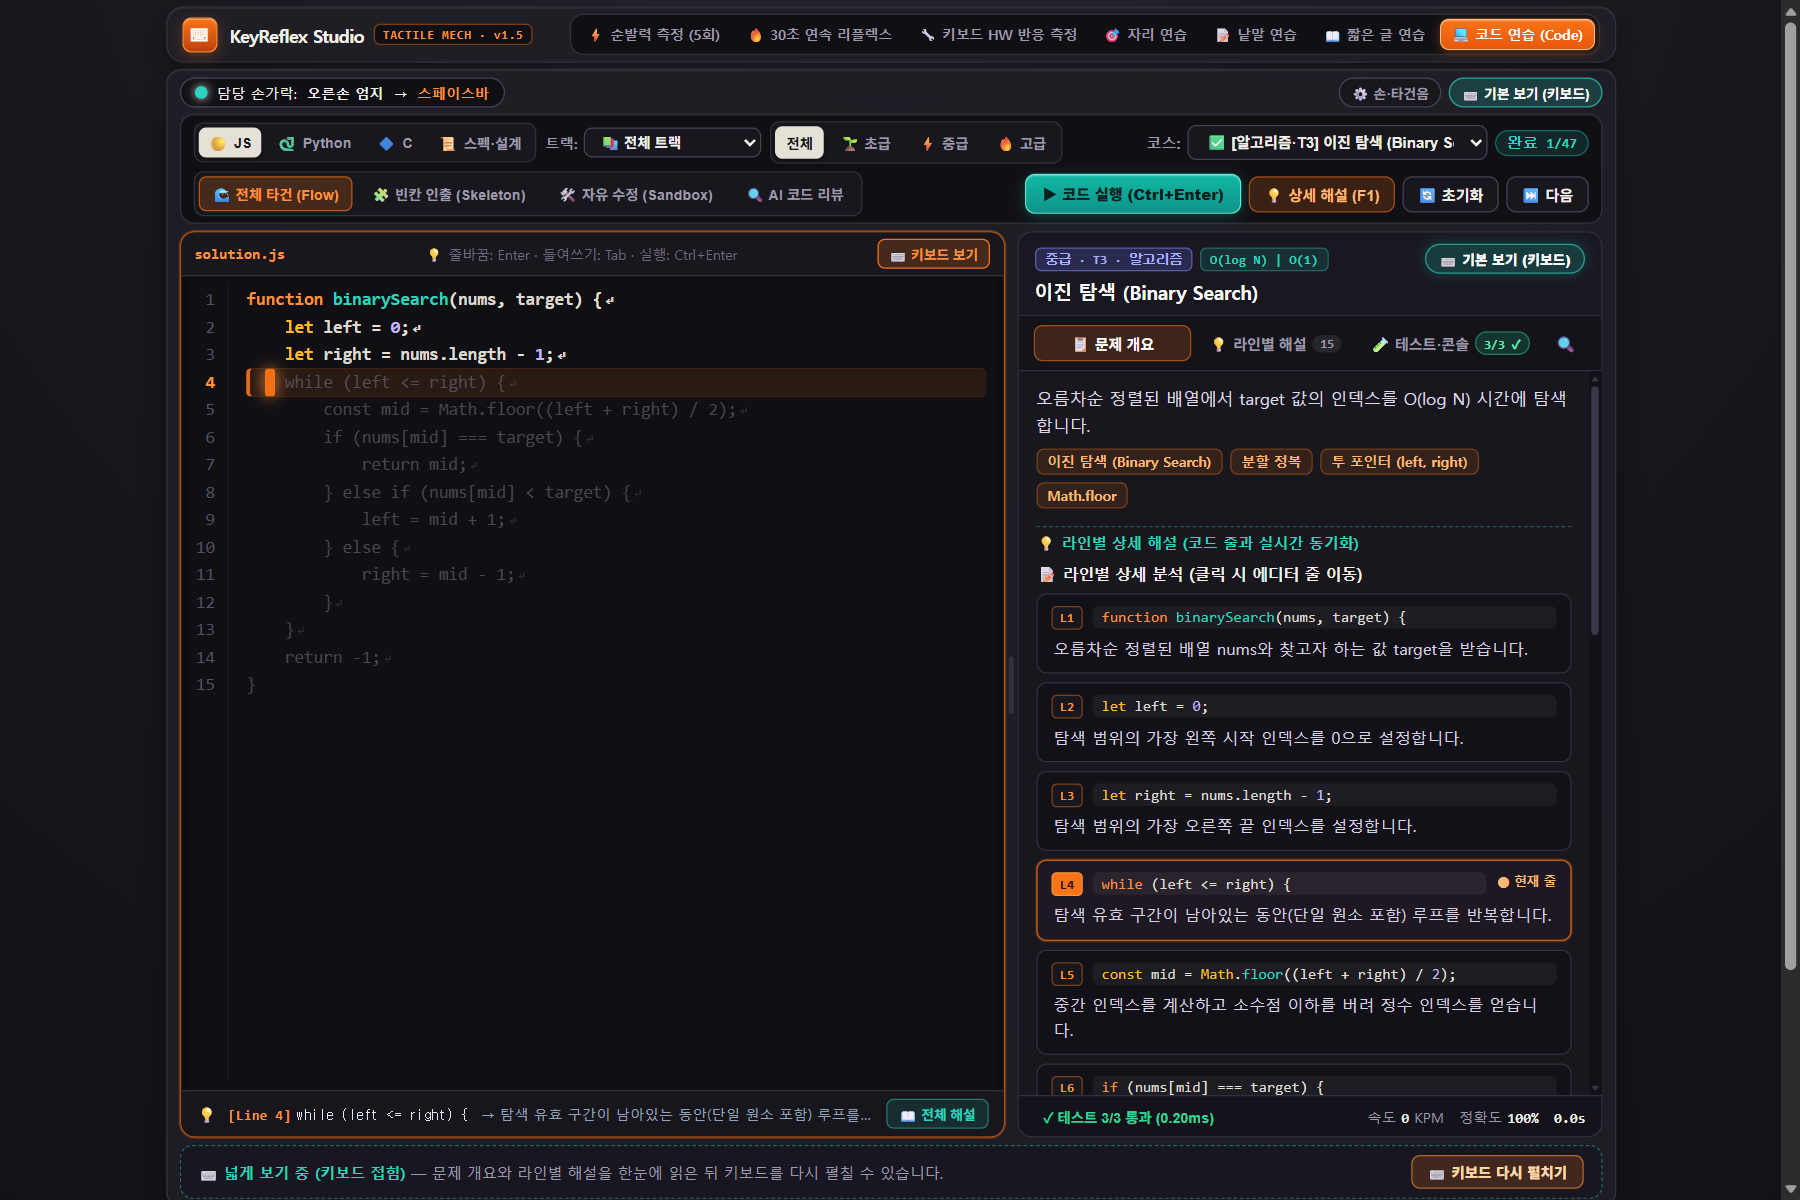 KeyReflex Studio TACTILE MECH · v1.5 순발력 측정 (5회) 30초 연속 리플렉스 키보드 HW 반응 측정 자리 연습 낱말 연습 짧은 글 연습 코드 연습 (Code)
담당 손가락: 오른손 엄지 → 스페이스바 손·타건음 기본 보기 (키보드)
JS Python C 스펙·설계 트랙: 전체 트랙 전체 초급 중급 고급 코스: [알고리즘·T3] 이진 탐색 (Binary S 완료 1/47
전체 타건 (Flow) 빈칸 인출 (Skeleton) 자유 수정 (Sandbox) AI 코드 리뷰 ▶ 코드 실행 (Ctrl+Enter) 상세 해설 (F1) 초기화 다음
solution.js 줄바꿈: Enter · 들여쓰기: Tab · 실행: Ctrl+Enter 키보드 보기
1 function binarySearch(nums, target) {↵
2 let left = 0;↵
3 let right = nums.length - 1;↵
4 while (left <= right) {↵
5 const mid = Math.floor((left + right) / 2);↵
6 if (nums[mid] === target) {↵
7 return mid;↵
8 } else if (nums[mid] < target) {↵
9 left = mid + 1;↵
10 } else {↵
11 right = mid - 1;↵
12 }↵
13 }↵
14 return -1;↵
15 }
[Line 4] while (left <= right) { → 탐색 유효 구간이 남아있는 동안(단일 원소 포함) 루프를... 전체 해설
중급 · T3 · 알고리즘 O(log N) | O(1) 기본 보기 (키보드)
이진 탐색 (Binary Search)
문제 개요 라인별 해설 15 테스트·콘솔 3/3 ✓
오름차순 정렬된 배열에서 target 값의 인덱스를 O(log N) 시간에 탐색
합니다.
이진 탐색 (Binary Search) 분할 정복 투 포인터 (left, right)
Math.floor
라인별 상세 해설 (코드 줄과 실시간 동기화)
라인별 상세 분석 (클릭 시 에디터 줄 이동)
L1 function binarySearch(nums, target) {
오름차순 정렬된 배열 nums와 찾고자 하는 값 target을 받습니다.
L2 let left = 0;
탐색 범위의 가장 왼쪽 시작 인덱스를 0으로 설정합니다.
L3 let right = nums.length - 1;
탐색 범위의 가장 오른쪽 끝 인덱스를 설정합니다.
L4 while (left <= right) { 현재 줄
탐색 유효 구간이 남아있는 동안(단일 원소 포함) 루프를 반복합니다.
L5 const mid = Math.floor((left + right) / 2);
중간 인덱스를 계산하고 소수점 이하를 버려 정수 인덱스를 얻습니
다.
L6 if (nums[mid] === target) {
✓ 테스트 3/3 통과 (0.20ms) 속도 0 KPM 정확도 100% 0.0s
넓게 보기 중 (키보드 접힘) — 문제 개요와 라인별 해설을 한눈에 읽은 뒤 키보드를 다시 펼칠 수 있습니다. 키보드 다시 펼치기